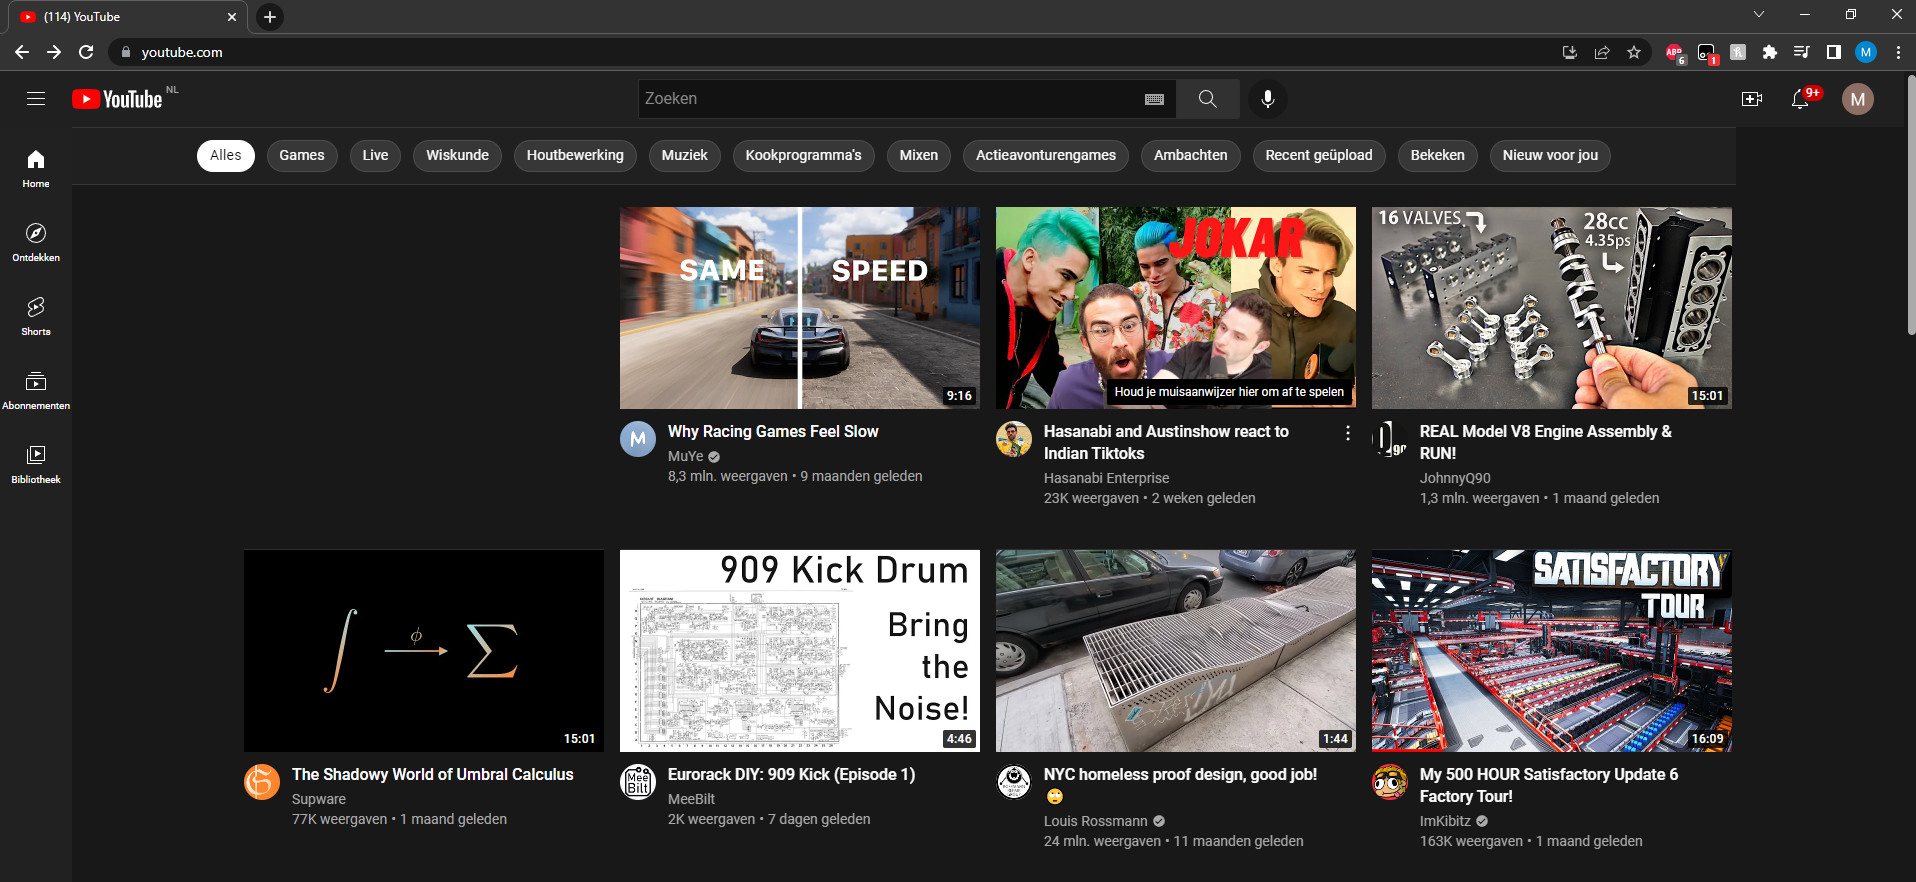 (114) YouTube
youtube.com
ABP
6
1
M
YouTube NL
Zoeken
9+
M
Alles
Games
Live
Wiskunde
Houtbewerking
Muziek
Kookprogramma's
Mixen
Actieavonturengames
Ambachten
Recent geüpload
Bekeken
Nieuw voor jou
Home
Ontdekken
Shorts
Abonnementen
Bibliotheek
SAME SPEED
9:16
M
Why Racing Games Feel Slow
MuYe
8,3 mln. weergaven • 9 maanden geleden
JOKAR
Houd je muisaanwijzer hier om af te spelen
Hasanabi and Austinshow react to
Indian Tiktoks
Hasanabi Enterprise
23K weergaven • 2 weken geleden
16 VALVES
28cc
4.35ps
15:01
Q90
REAL Model V8 Engine Assembly &
RUN!
JohnnyQ90
1,3 mln. weergaven • 1 maand geleden
∫ ϕ ∑
15:01
The Shadowy World of Umbral Calculus
Supware
77K weergaven • 1 maand geleden
909 Kick Drum
Bring
the
Noise!
4:46
Mee
Bilt
Eurorack DIY: 909 Kick (Episode 1)
MeeBilt
2K weergaven • 7 dagen geleden
1:44
NYC homeless proof design, good job!
🙄
Louis Rossmann
24 mln. weergaven • 11 maanden geleden
SATISFACTORY
TOUR
16:09
My 500 HOUR Satisfactory Update 6
Factory Tour!
ImKibitz
163K weergaven • 1 maand geleden